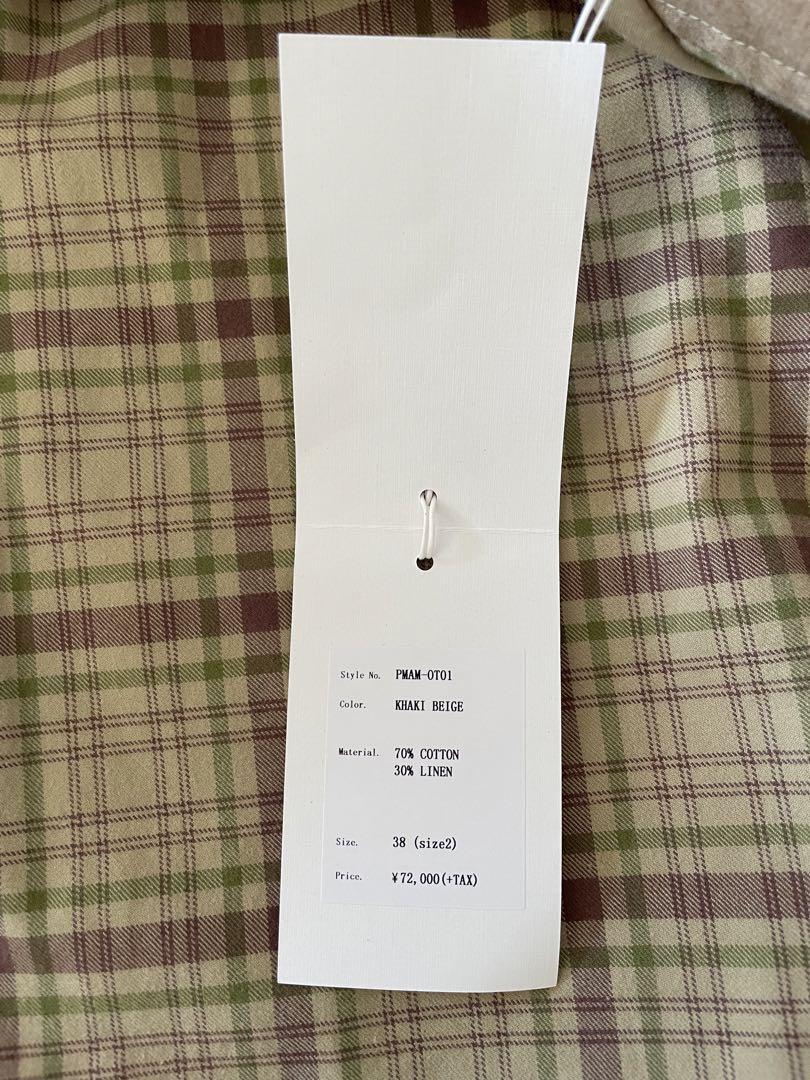 Style No. PMAM-OT01
Color. KHAKI BEIGE
Material. 70% COTTON
30% LINEN
Size. 38 (size2)
Price. ¥72,000(+TAX)